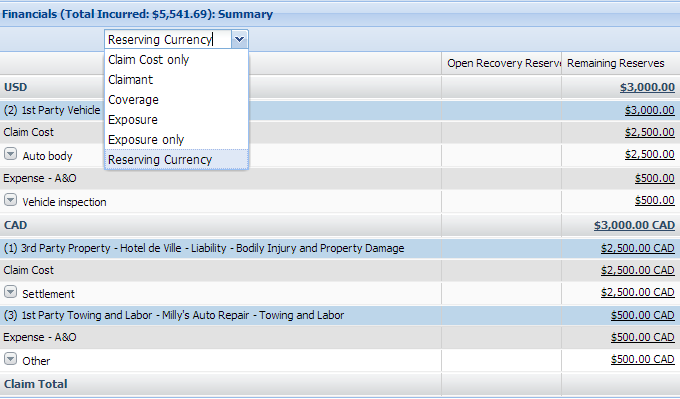 Financials (Total Incurred: $5,541.69): Summary
Reserving Currency
Claim Cost only
Claimant
Coverage
Exposure
Exposure only
Reserving Currency
Open Recovery Reserve Remaining Reserves
USD $3,000.00
(2) 1st Party Vehicle $3,000.00
Claim Cost $2,500.00
Auto body $2,500.00
Expense - A&O $500.00
Vehicle inspection $500.00
CAD $3,000.00 CAD
(1) 3rd Party Property - Hotel de Ville - Liability - Bodily Injury and Property Damage $2,500.00 CAD
Claim Cost $2,500.00 CAD
Settlement $2,500.00 CAD
(3) 1st Party Towing and Labor - Milly's Auto Repair - Towing and Labor $500.00 CAD
Expense - A&O $500.00 CAD
Other $500.00 CAD
Claim Total